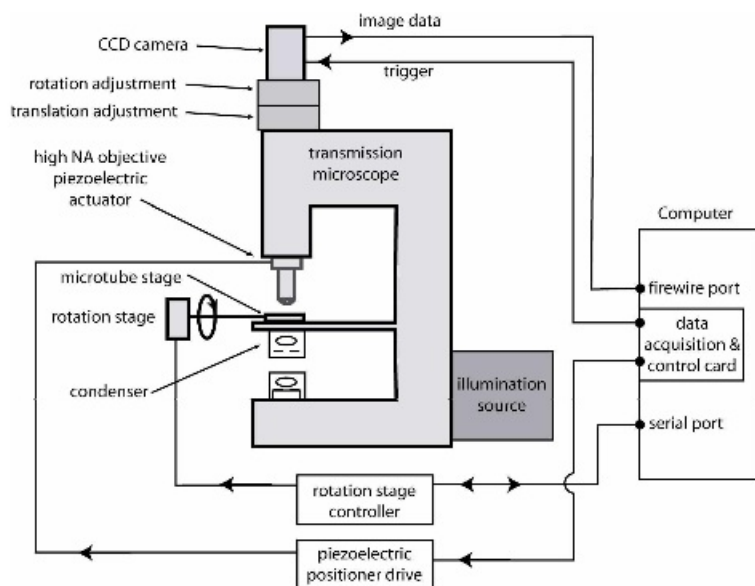 image data
CCD camera
trigger
rotation adjustment
translation adjustment
high NA objective
piezoelectric
actuator
transmission
microscope
Computer
microtube stage
firewire port
rotation stage
data
acquisition &
control card
condenser
illumination
source
serial port
rotation stage
controller
piezoelectric
positioner drive